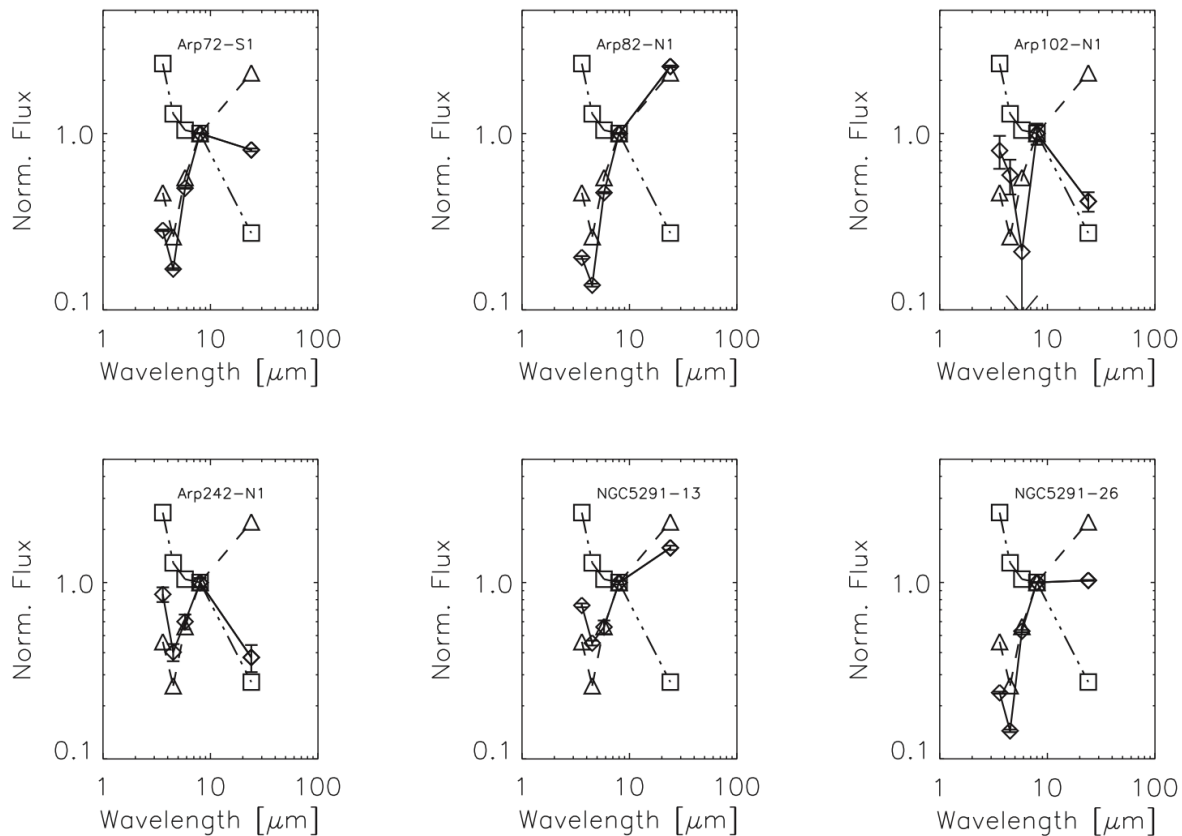 Arp72-S1
Norm. Flux
1.0
0.1
1 10 100
Wavelength [μm]
Arp82-N1
Norm. Flux
1.0
0.1
1 10 100
Wavelength [μm]
Arp102-N1
Norm. Flux
1.0
0.1
1 10 100
Wavelength [μm]
Arp242-N1
Norm. Flux
1.0
0.1
1 10 100
Wavelength [μm]
NGC5291-13
Norm. Flux
1.0
0.1
1 10 100
Wavelength [μm]
NGC5291-26
Norm. Flux
1.0
0.1
1 10 100
Wavelength [μm]